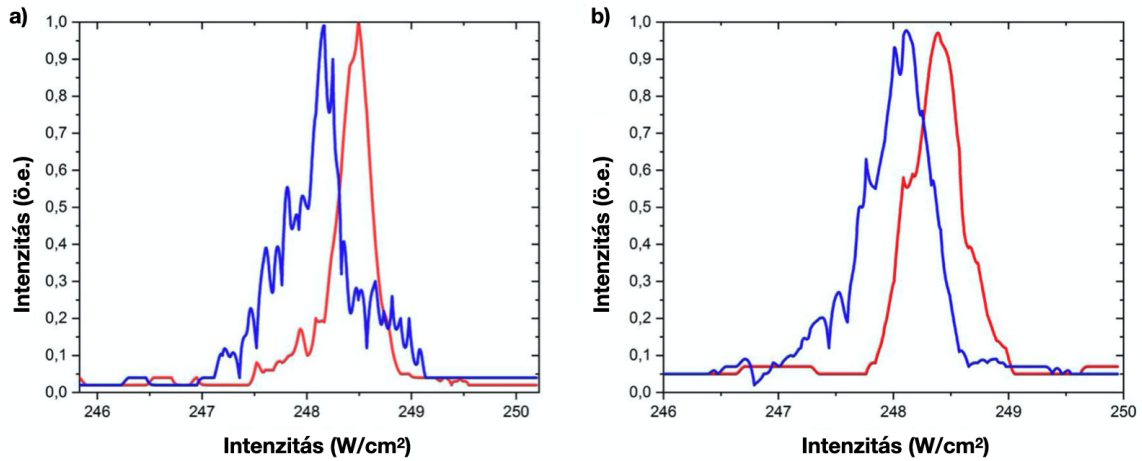 a)
Intenzitás (ö.e.)
1,0
0,9
0,8
0,7
0,6
0,5
0,4
0,3
0,2
0,1
0,0
246 247 248 249 250
Intenzitás (W/cm²)
b)
Intenzitás (ö.e.)
1,0
0,9
0,8
0,7
0,6
0,5
0,4
0,3
0,2
0,1
0,0
246 247 248 249 250
Intenzitás (W/cm²)